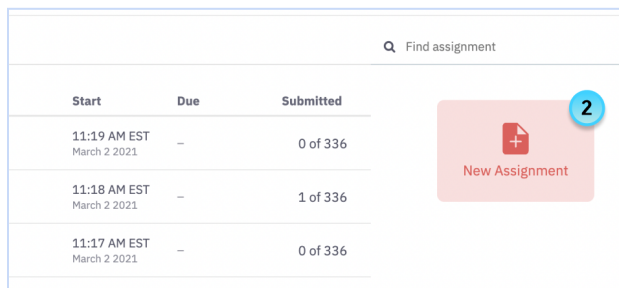 Find assignment
Start Due Submitted
11:19 AM EST – 0 of 336
March 2 2021
11:18 AM EST – 1 of 336
March 2 2021
11:17 AM EST – 0 of 336
March 2 2021
2
New Assignment